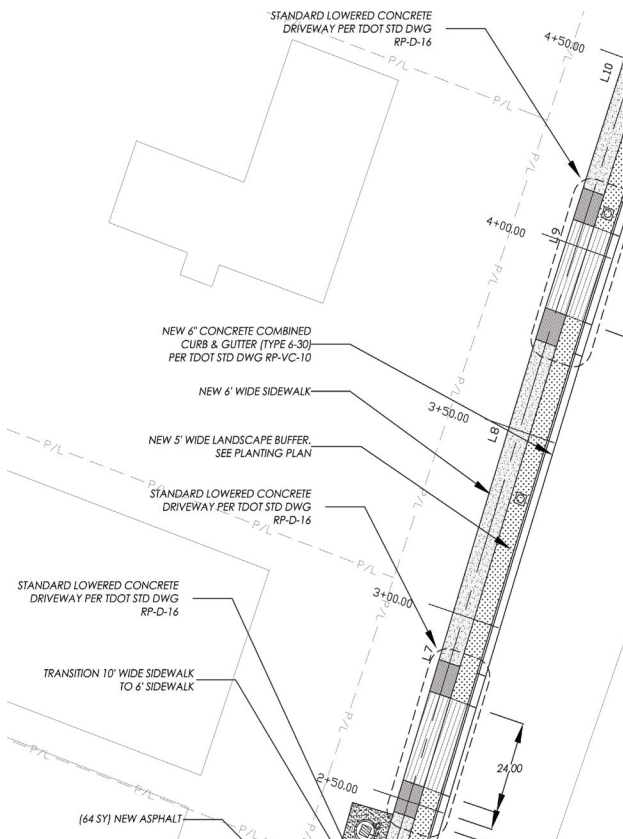 STANDARD LOWERED CONCRETE
DRIVEWAY PER TDOT STD DWG
RP-D-16
4+50.00
L10
P/L
P/L
P/L
P/L
4+00.00
L9
NEW 6" CONCRETE COMBINED
CURB & GUTTER (TYPE 6-30)
PER TDOT STD DWG RP-VC-10
P/L
NEW 6' WIDE SIDEWALK
3+50.00
L8
NEW 5' WIDE LANDSCAPE BUFFER.
SEE PLANTING PLAN
P/L
P/L
P/L
STANDARD LOWERED CONCRETE
DRIVEWAY PER TDOT STD DWG
RP-D-16
P/L
P/L
STANDARD LOWERED CONCRETE
DRIVEWAY PER TDOT STD DWG
RP-D-16
3+00.00
L7
TRANSITION 10' WIDE SIDEWALK
TO 6' SIDEWALK
P/L
P/L
24.00
2+50.00
(64 SY) NEW ASPHALT
P/L
P/L